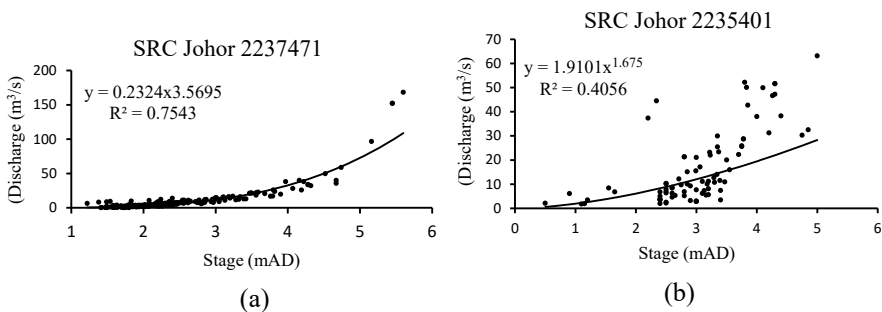 SRC Johor 2237471
y = 0.2324x3.5695
R² = 0.7543
200
150
100
50
0
1 2 3 4 5 6
(Discharge (m³/s)
Stage (mAD)
(a)
SRC Johor 2235401
y = 1.9101x^1.675
R² = 0.4056
70
60
50
40
30
20
10
0
0 1 2 3 4 5 6
(Discharge (m³/s)
Stage (mAD)
(b)